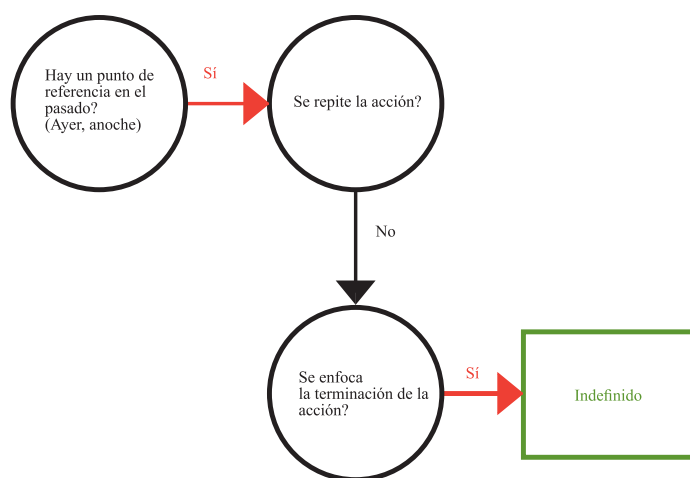 Hay un punto de
referencia en el
pasado?
(Ayer, anoche)
Sí
Se repite la acción?
No
Se enfoca
la terminación de la
acción?
Sí
Indefinido